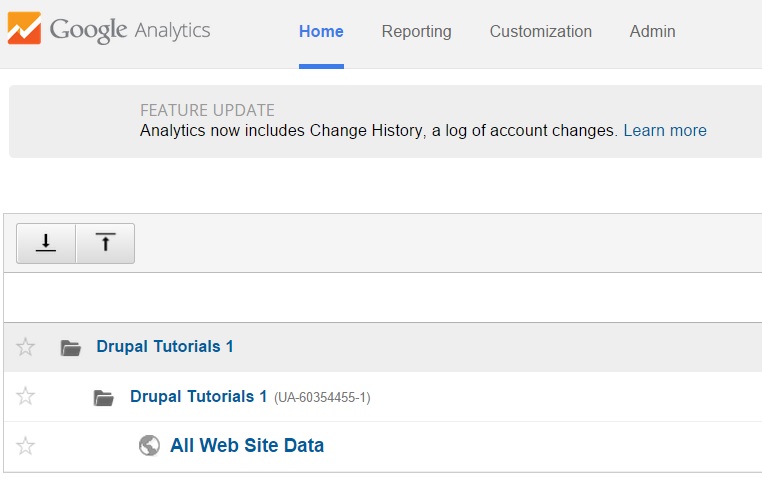 Google Analytics Home Reporting Customization Admin
FEATURE UPDATE
Analytics now includes Change History, a log of account changes. Learn more
Drupal Tutorials 1
Drupal Tutorials 1 (UA-60354455-1)
All Web Site Data